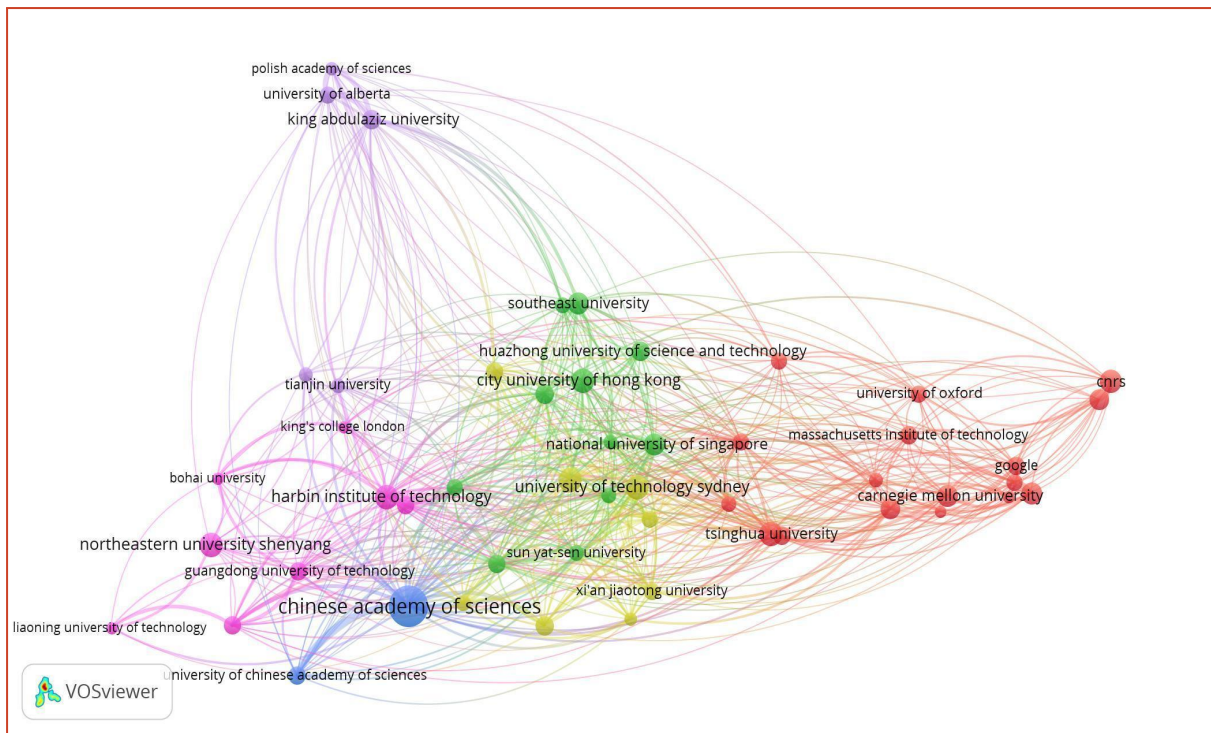 polish academy of sciences
university of alberta
king abdulaziz university
southeast university
huazhong university of science and technology
city university of hong kong
tianjin university
cnrs
university of oxford
king's college london
massachusetts institute of technology
national university of singapore
google
bohai university
university of technology sydney
harbin institute of technology
carnegie mellon university
tsinghua university
northeastern university shenyang
sun yat-sen university
guangdong university of technology
xi'an jiaotong university
chinese academy of sciences
liaoning university of technology
university of chinese academy of sciences
VOSviewer